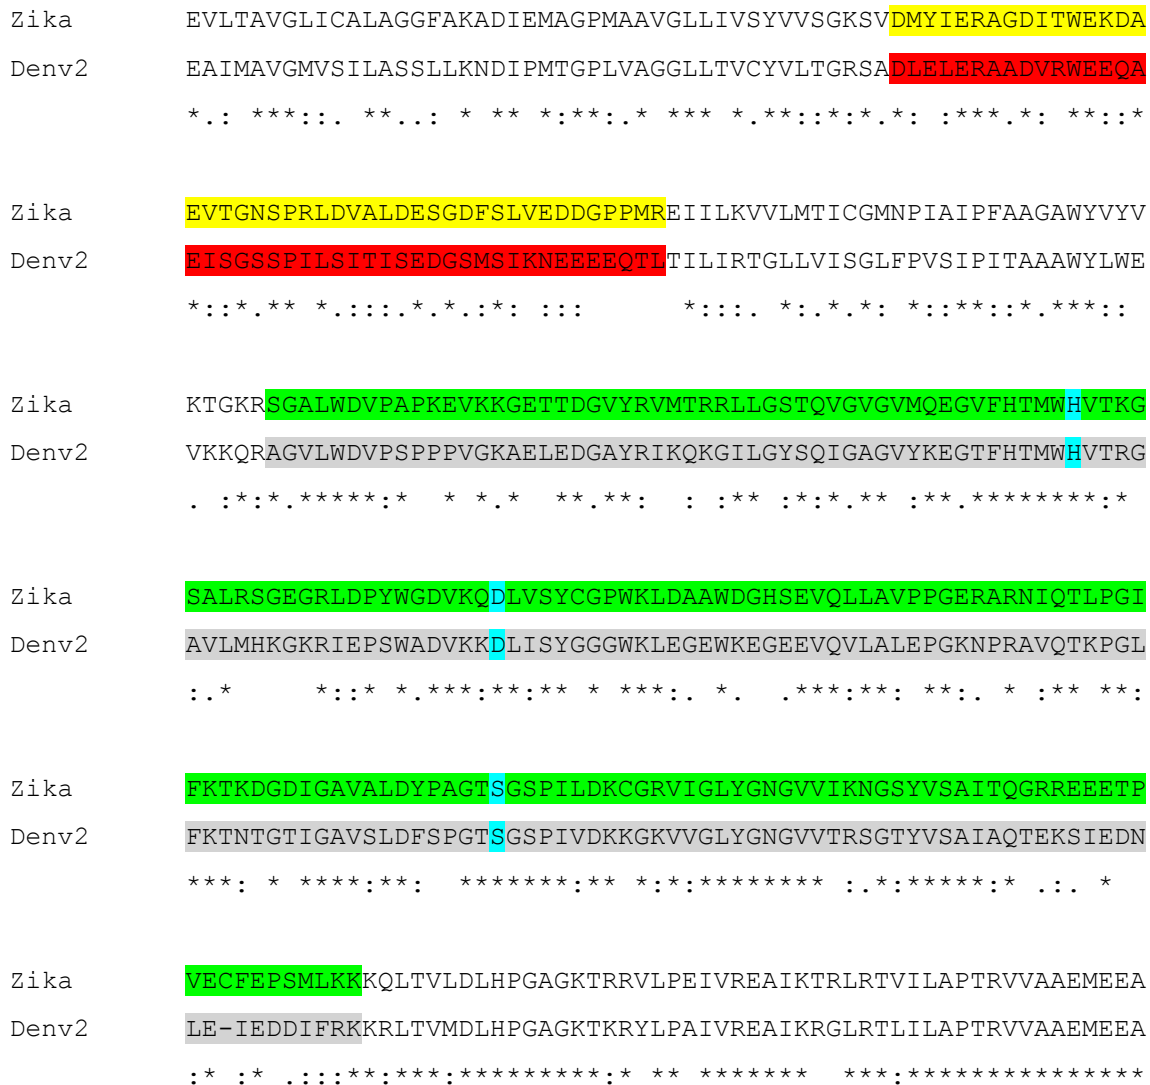 Zika EVLTAVGLICALAGGFAKADIEMAGPMAAVGLLIVSYVVSGKSVDMYIERAGDITWEKDA
Denv2 EAIMAVGMVSILASSLLKNDIPMTGPLVAGGLLTVCYVLTGRSADLELERAADVRWEEQA
*.: ***::. **..: * ** *:**:.* *** *.**::*:*.*: :***.*: **::*
Zika EVTGNSPRLDVALDESGDFSLVEDDGPPMREIILKVVLMTICGMNPIAIPFAAGAWYVYV
Denv2 EISGSSPILSITISEDGSMSIKNEEEEQTLTILIRTGLLVISGLFPVSIPITAAAWYLWE
*::*.** *.:::.*.*.:*: ::: *:::. *:.*.*: *::**::*.***::
Zika KTGKRSGALWDVPAPKEVKKGETTDGVYRVMTRRLLGSTQVGVGVMQEGVFHTMWHVTKG
Denv2 VKKQRAGVLWDVPSPPPVGKAELEDGAYRIKQKGILGYSQIGAGVYKEGTFHTMWHVTRG
. :*:*.*****:* * *.* **.**: : :** :*:*.** :**.********:*
Zika SALRSGEGRLDPYWGDVKQDLVSYCGPWKLDAAWDGHSEVQLLAVPPGERARNIQTLPGI
Denv2 AVLMHKGKRIEPSWADVKKDLISYGGGWKLEGEWKEGEEVQVLALEPGKNPRAVQTKPGL
:.* *::* *.***:**:** * ***:. *. .***:**: **:. * :** **:
Zika FKTKDGDIGAVALDYPAGTSGSPILDKCGRVIGLYGNGVVIKNGSYVSAITQGRREEETP
Denv2 FKTNTGTIGAVSLDFSPGTSGSPIVDKKGKVVGLYGNGVVTRSGTYVSAIAQTEKSIEDN
***: * ****:**: *******:** *:*:******** :.*:*****:* .:. *
Zika VECFEPSMLKKKQLTVLDLHPGAGKTRRVLPEIVREAIKTRLRTVILAPTRVVAAEMEEA
Denv2 LE-IEDDIFRKKRLTVMDLHPGAGKTKRYLPAIVREAIKRGLRTLILAPTRVVAAEMEEA
:* :* .:::**:***:*********:* ** ******* ***:****************